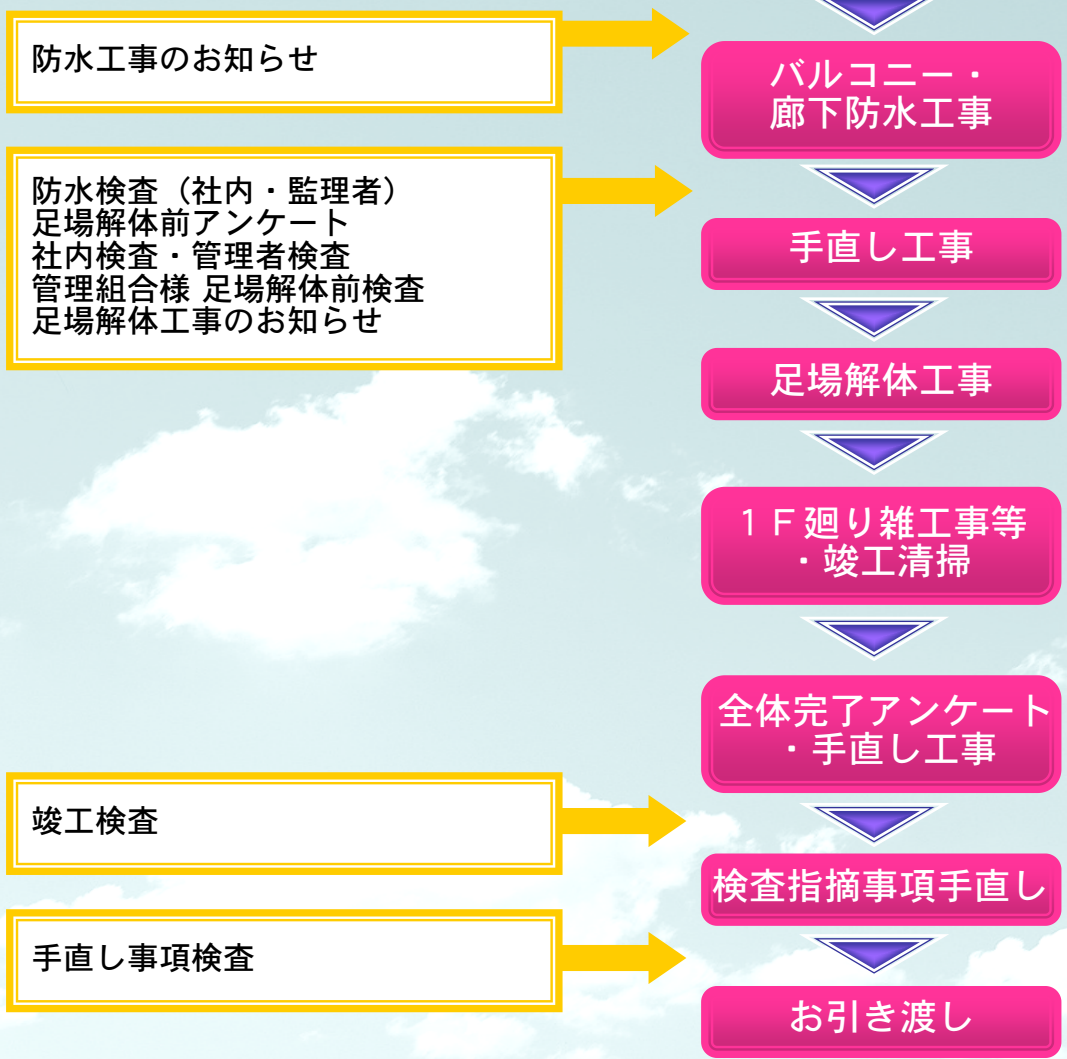 防水工事のお知らせ
バルコニー・
廊下防水工事
防水検査（社内・監理者）
足場解体前アンケート
社内検査・管理者検査
管理組合様 足場解体前検査
足場解体工事のお知らせ
手直し工事
足場解体工事
１Ｆ廻り雑工事等
・竣工清掃
全体完了アンケート
・手直し工事
竣工検査
検査指摘事項手直し
手直し事項検査
お引き渡し